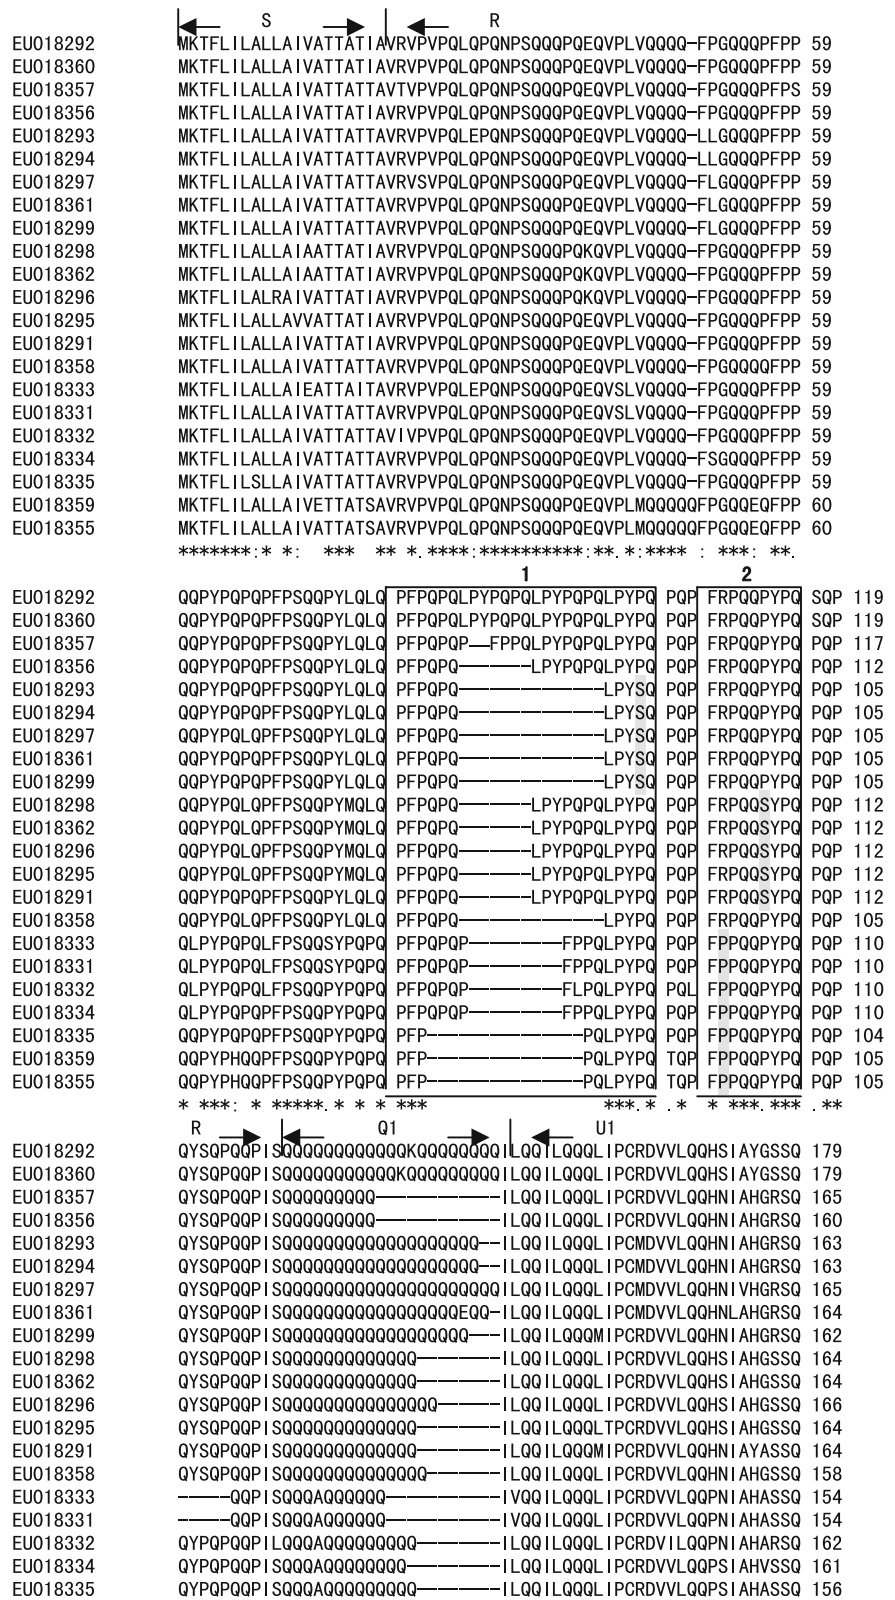 S R
EU018292 MKTFLILALLAIVATTATIAVRVPVPQLQPQNPSQQQPQEQVPLVQQQQ-FPGQQQPFPP 59
EU018360 MKTFLILALLAIVATTATIAVRVPVPQLQPQNPSQQQPQEQVPLVQQQQ-FPGQQQPFPP 59
EU018357 MKTFLILALLAIVATTATTAVTVPVPQLQPQNPSQQQPQEQVPLVQQQQ-FPGQQQPFPS 59
EU018356 MKTFLILALLAIVATTATTAVRVPVPQLQPQNPSQQQPQEQVPLVQQQQ-FPGQQQPFPP 59
EU018293 MKTFLILALLAIVATTATTAVRVPVPQLEPQNPSQQQPQEQVPLVQQQQ-LLGQQQPFPP 59
EU018294 MKTFLILALLAIVATTATTAVRVPVPQLQPQNPSQQQPQEQVPLVQQQQ-LLGQQQPFPP 59
EU018297 MKTFLILALLAIVATTATTAVRVSVPQLQPQNPSQQQPQEQVPLVQQQQ-FLGQQQPFPP 59
EU018361 MKTFLILALLAIVATTATIAVRVPVPQLQPQNPSQQQPQEQVPLVQQQQ-FLGQQQPFPP 59
EU018299 MKTFLILALLAIVATTATIAVRVPVPQLQPQNPSQQQPQEQVPLVQQQQ-FLGQQQPFPP 59
EU018298 MKTFLILALLAIAATTATIAVRVPVPQLQPQNPSQQQPQKQVPLVQQQQ-FPGQQQPFPP 59
EU018362 MKTFLILALLAIAATTATIAVRVPVPQLQPQNPSQQQPQKQVPLVQQQQ-FPGQQQPFPP 59
EU018296 MKTFLILALRAIVATTATIAVRVPVPQLQPQNPSQQQPQKQVPLVQQQQ-FPGQQQPFPP 59
EU018295 MKTFLILALLAVVATTATIAVRVPVPQLQPQNPSQQQPQEQVPLVQQQQ-FPGQQQPFPP 59
EU018291 MKTFLILALLAIVATTATTAVRVPVPQLQPQNPSQQQPQEQVPLVQQQQ-FPGQQQPFPP 59
EU018358 MKTFLILALLAIVATTATTAVRVPVPQLQPQNPSQQQPQEQVPLVQQQQ-FPGQQQQFPP 59
EU018333 MKTFLILALLAIEATTAITAVRVPVPQLEPQNPSQQQPQEQVSLVQQQQ-FPGQQQPFPP 59
EU018331 MKTFLILALLAIVATTATTAVRVPVPQLQPQNPSQQQPQEQVSLVQQQQ-FPGQQQPFPP 59
EU018332 MKTFLILALLAIVATTATTAVIVPVPQLQPQNPSQQQPQEQVPLVQQQQ-FPGQQQPFPP 59
EU018334 MKTFLILALLAIVATTATTAVRVPVPQLQPQNPSQQQPQEQVPLVQQQQ-FSGQQQPFPP 59
EU018335 MKTFLILSLLAIVATTATTAVRVPVPQLQPQNPSQQQPQEQVPLVQQQQ-FPGQQQPFPP 59
EU018359 MKTFLILALLAIVETTATSAVRVPVPQLQPQNPSQQQPQEQVPLMQQQQQFPGQQEQFPP 60
EU018355 MKTFLILALLAIVATTATSAVRVPVPQLQPQNPSQQQPQEQVPLMQQQQQFPGQQEQFPP 60
*******:* *:  ***  ** *.****:**********:**.*:**** : ***: **.
1 2
EU018292 QQPYPQPQPFPSQQPYLQLQ PFPQPQLPYPQPQLPYPQPQLPYPQ PQP FRPQQPYPQ SQP 119
EU018360 QQPYPQPQPFPSQQPYLQLQ PFPQPQLPYPQPQLPYPQPQLPYPQ PQP FRPQQPYPQ SQP 119
EU018357 QQPYPQPQPFPSQQPYLQLQ PFPQPQP--FPPQLPYPQPQLPYPQ PQP FRPQQPYPQ PQP 117
EU018356 QQPYPQPQPFPSQQPYLQLQ PFPQPQ-------LPYPQPQLPYPQ PQP FRPQQPYPQ PQP 112
EU018293 QQPYPQPQPFPSQQPYLQLQ PFPQPQ--------------LPYSQ PQP FRPQQPYPQ PQP 105
EU018294 QQPYPQPQPFPSQQPYLQLQ PFPQPQ--------------LPYSQ PQP FRPQQPYPQ PQP 105
EU018297 QQPYPQLQPFPSQQPYLQLQ PFPQPQ--------------LPYSQ PQP FRPQQPYPQ PQP 105
EU018361 QQPYPQPQPFPSQQPYLQLQ PFPQPQ--------------LPYSQ PQP FRPQQPYPQ PQP 105
EU018299 QQPYPQPQPFPSQQPYLQLQ PFPQPQ--------------LPYSQ PQP FRPQQPYPQ PQP 105
EU018298 QQPYPQLQPFPSQQPYMQLQ PFPQPQ-------LPYPQPQLPYPQ PQP FRPQQSYPQ PQP 112
EU018362 QQPYPQLQPFPSQQPYMQLQ PFPQPQ-------LPYPQPQLPYPQ PQP FRPQQSYPQ PQP 112
EU018296 QQPYPQLQPFPSQQPYMQLQ PFPQPQ-------LPYPQPQLPYPQ PQP FRPQQSYPQ PQP 112
EU018295 QQPYPQLQPFPSQQPYMQLQ PFPQPQ-------LPYPQPQLPYPQ PQP FRPQQSYPQ PQP 112
EU018291 QQPYPQPQPFPSQQPYLQLQ PFPQPQ-------LPYPQPQLPYPQ PQP FRPQQSYPQ PQP 112
EU018358 QQPYPQLQPFPSQQPYLQLQ PFPQPQ--------------LPYPQ PQP FRPQQPYPQ PQP 105
EU018333 QLPYPQPQLFPSQQSYPQPQ PFPQPQP---------FPPQLPYPQ PQP FPPQQPYPQ PQP 110
EU018331 QLPYPQPQLFPSQQSYPQPQ PFPQPQP---------FPPQLPYPQ PQP FPPQQPYPQ PQP 110
EU018332 QLPYPQPQLFPSQQPYPQPQ PFPQPQP---------FLPQLPYPQ PQL FPPQQPYPQ PQP 110
EU018334 QLPYPQPQPFPSQQPYPQPQ PFPQPQP---------FPPQLPYPQ PQP FPPQQPYPQ PQP 110
EU018335 QQPYPQPQPFPSQQPYPQPQ PFP---------------PQLPYPQ PQP FPPQQPYPQ PQP 104
EU018359 QQPYPHQQPFPSQQPYPQPQ PFP---------------PQLPYPQ TQP FPPQQPYPQ PQP 105
EU018355 QQPYPHQQPFPSQQPYPQPQ PFP---------------PQLPYPQ TQP FPPQQPYPQ PQP 105
* ***: * *****.* * * *** ***.* .* * ***.*** .**
R Q1 U1
EU018292 QYSQPQQPISQQQQQQQQQQQQKQQQQQQQQILQQILQQQLIPCRDVVLQQHSIAYGSSQ 179
EU018360 QYSQPQQPISQQQQQQQQQQQKQQQQQQQQQILQQILQQQLIPCRDVVLQQHSIAYGSSQ 179
EU018357 QYSQPQQPISQQQQQQQQQ------------ILQQILQQQLIPCRDVVLQQHNIAHGRSQ 165
EU018356 QYSQPQQPISQQQQQQQQQ------------ILQQILQQQLIPCRDVVLQQHNIAHGRSQ 160
EU018293 QYSQPQQPISQQQQQQQQQQQQQQQQQQQ--ILQQILQQQLIPCMDVVLQQHNIAHGRSQ 163
EU018294 QYSQPQQPISQQQQQQQQQQQQQQQQQQQ--ILQQILQQQLIPCMDVVLQQHNIAHGRSQ 163
EU018297 QYSQPQQPISQQQQQQQQQQQQQQQQQQQQQILQQILQQQLIPCMDVVLQQHNIVHGRSQ 165
EU018361 QYSQPQQPISQQQQQQQQQQQQQQQQQEQQ-ILQQILQQQLIPCMDVVLQQHNLAHGRSQ 164
EU018299 QYSQPQQPISQQQQQQQQQQQQQQQQQQ---ILQQILQQQMIPCRDVVLQQHNIAHGRSQ 162
EU018298 QYSQPQQPISQQQQQQQQQQQQQ--------ILQQILQQQLIPCRDVVLQQHSIAHGSSQ 164
EU018362 QYSQPQQPISQQQQQQQQQQQQQ--------ILQQILQQQLIPCRDVVLQQHSIAHGSSQ 164
EU018296 QYSQPQQPISQQQQQQQQQQQQQQQ------ILQQILQQQLIPCRDVVLQQHSIAHGSSQ 166
EU018295 QYSQPQQPISQQQQQQQQQQQQQ--------ILQQILQQQLTPCRDVVLQQHSIAHGSSQ 164
EU018291 QYSQPQQPISQQQQQQQQQQQQQ--------ILQQILQQQMIPCRDVVLQQHNIAYASSQ 164
EU018358 QYSQPQQPISQQQQQQQQQQQQQQ-------ILQQILQQQLIPCRDVVLQQHNIAHGSSQ 158
EU018333 -----QQPISQQQAQQQQQQ-----------IVQQILQQQLIPCRDVVLQQPNIAHASSQ 154
EU018331 -----QQPISQQQAQQQQQQ-----------IVQQILQQQLIPCRDVVLQQPNIAHASSQ 154
EU018332 QYPQPQQPILQQQAQQQQQQQQQ--------ILQQILQQQLIPCRDVILQQPNIAHARSQ 162
EU018334 QYPQPQQPISQQQAQQQQQQQQ---------ILQQILQQQLIPCRDVVLQQPSIAHVSSQ 161
EU018335 QYPQPQQPISQQQAQQQQQQQQQ--------ILQQILQQQLIPCRDVVLQQPSIAHASSQ 156